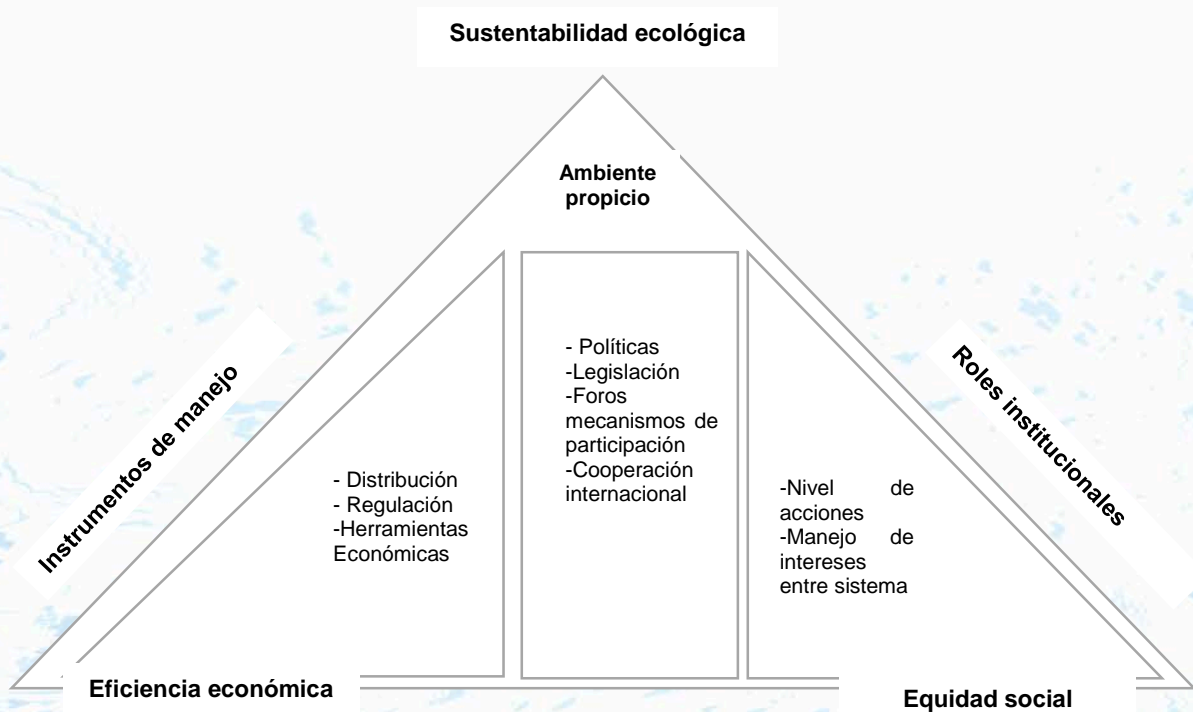 Sustentabilidad ecológica
Ambiente
propicio
Instrumentos de manejo
- Distribución
- Regulación
-Herramientas
Económicas
- Políticas
-Legislación
-Foros
mecanismos de
participación
-Cooperación
internacional
-Nivel de
acciones
-Manejo de
intereses
entre sistema
Roles institucionales
Eficiencia económica
Equidad social